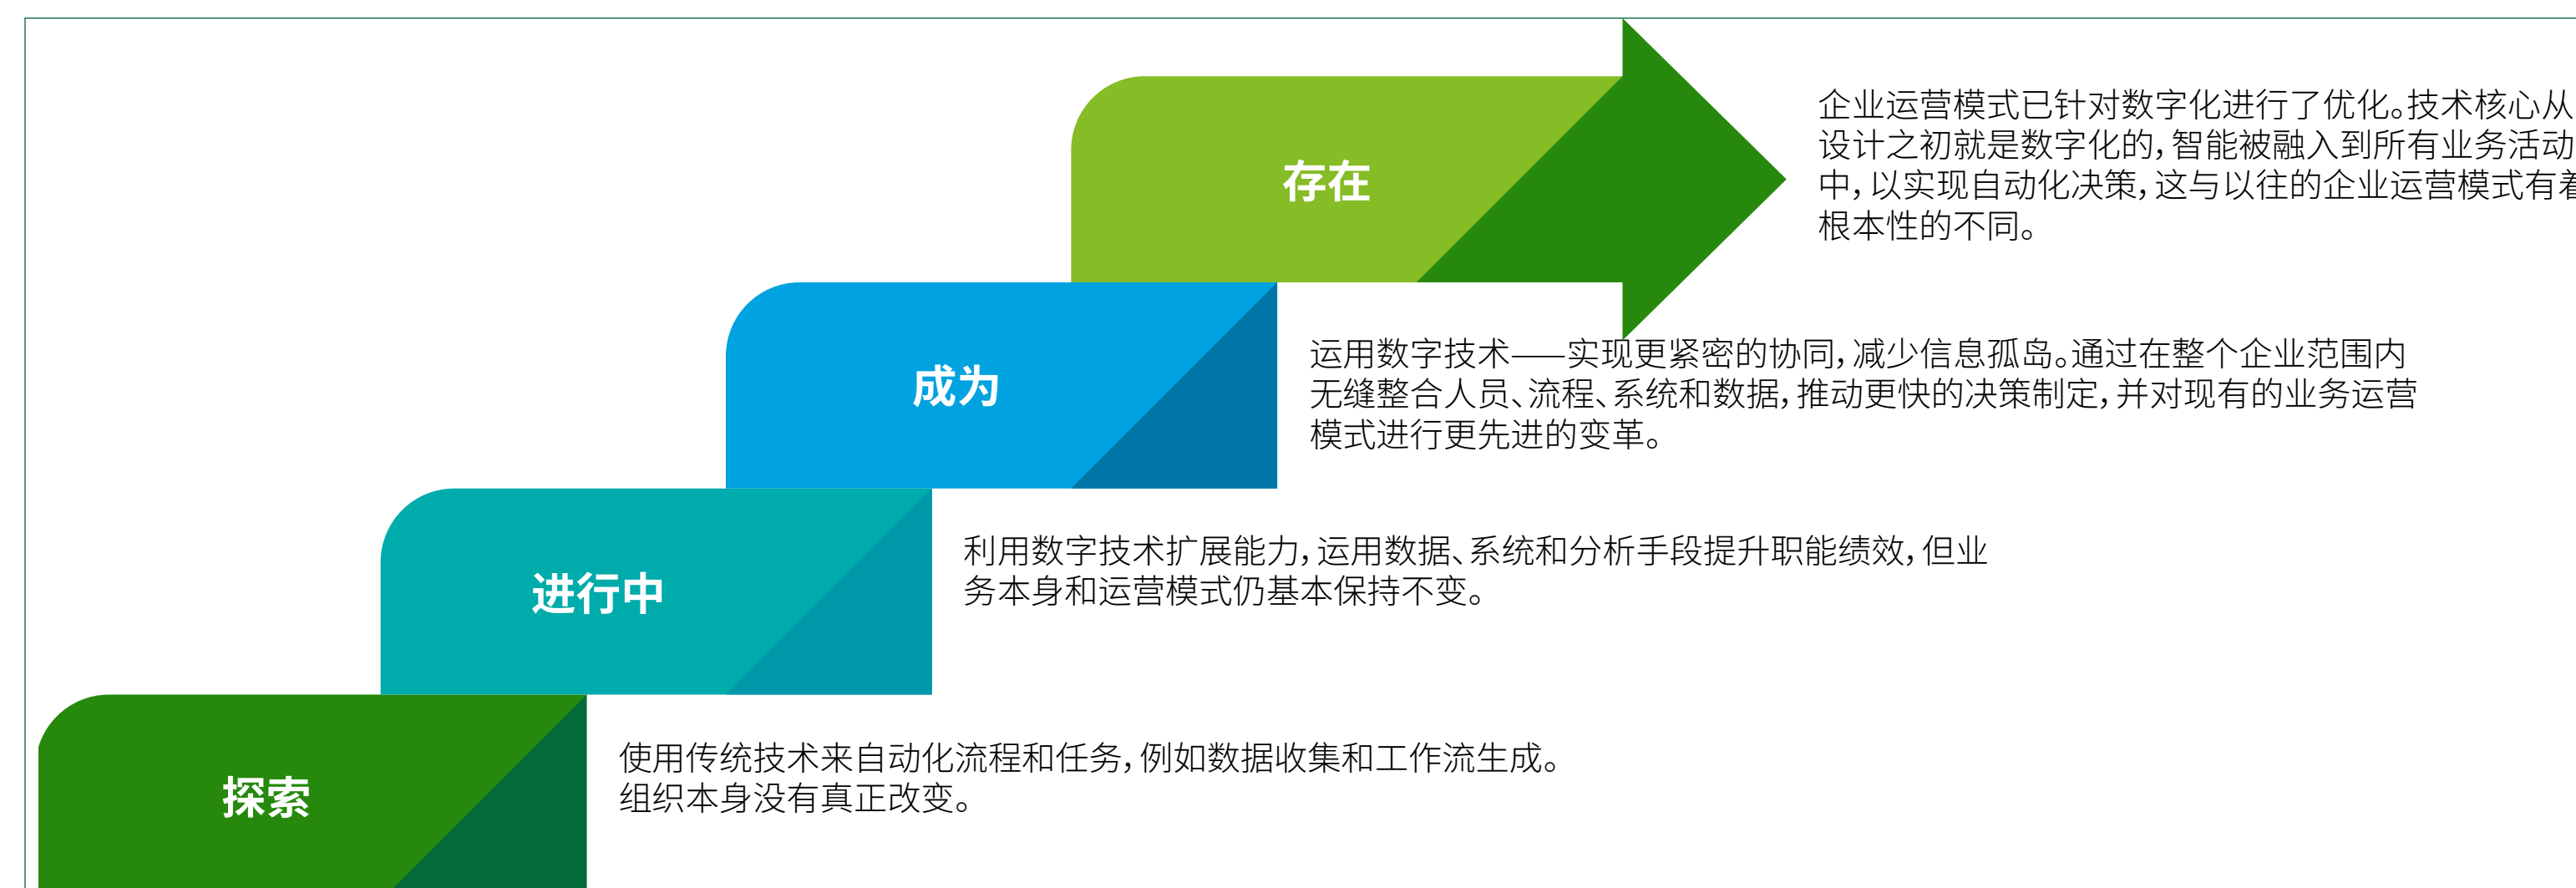 存在
企业运营模式已针对数字化进行了优化。技术核心从
设计之初就是数字化的，智能被融入到所有业务活动
中，以实现自动化决策，这与以往的企业运营模式有着
根本性的不同。
成为
运用数字技术——实现更紧密的协同，减少信息孤岛。通过在整个企业范围内
无缝整合人员、流程、系统和数据，推动更快的决策制定，并对现有的业务运营
模式进行更先进的变革。
进行中
利用数字技术扩展能力，运用数据、系统和分析手段提升职能绩效，但业
务本身和运营模式仍基本保持不变。
探索
使用传统技术来自动化流程和任务，例如数据收集和工作流生成。
组织本身没有真正改变。